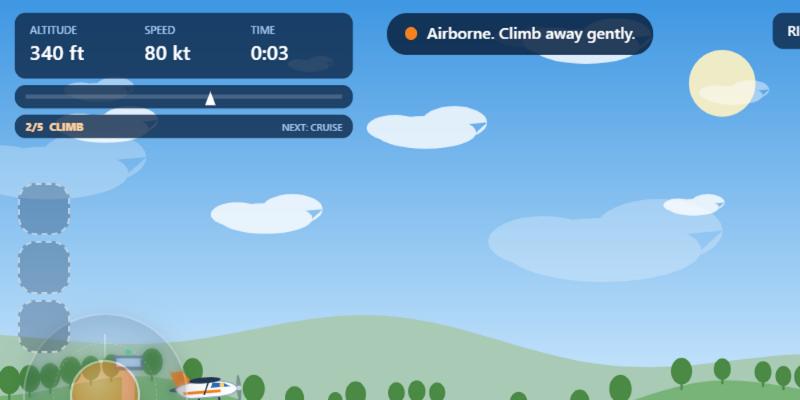 ALTITUDE SPEED TIME
340 ft 80 kt 0:03
2/5 CLIMB NEXT: CRUISE
Airborne. Climb away gently.